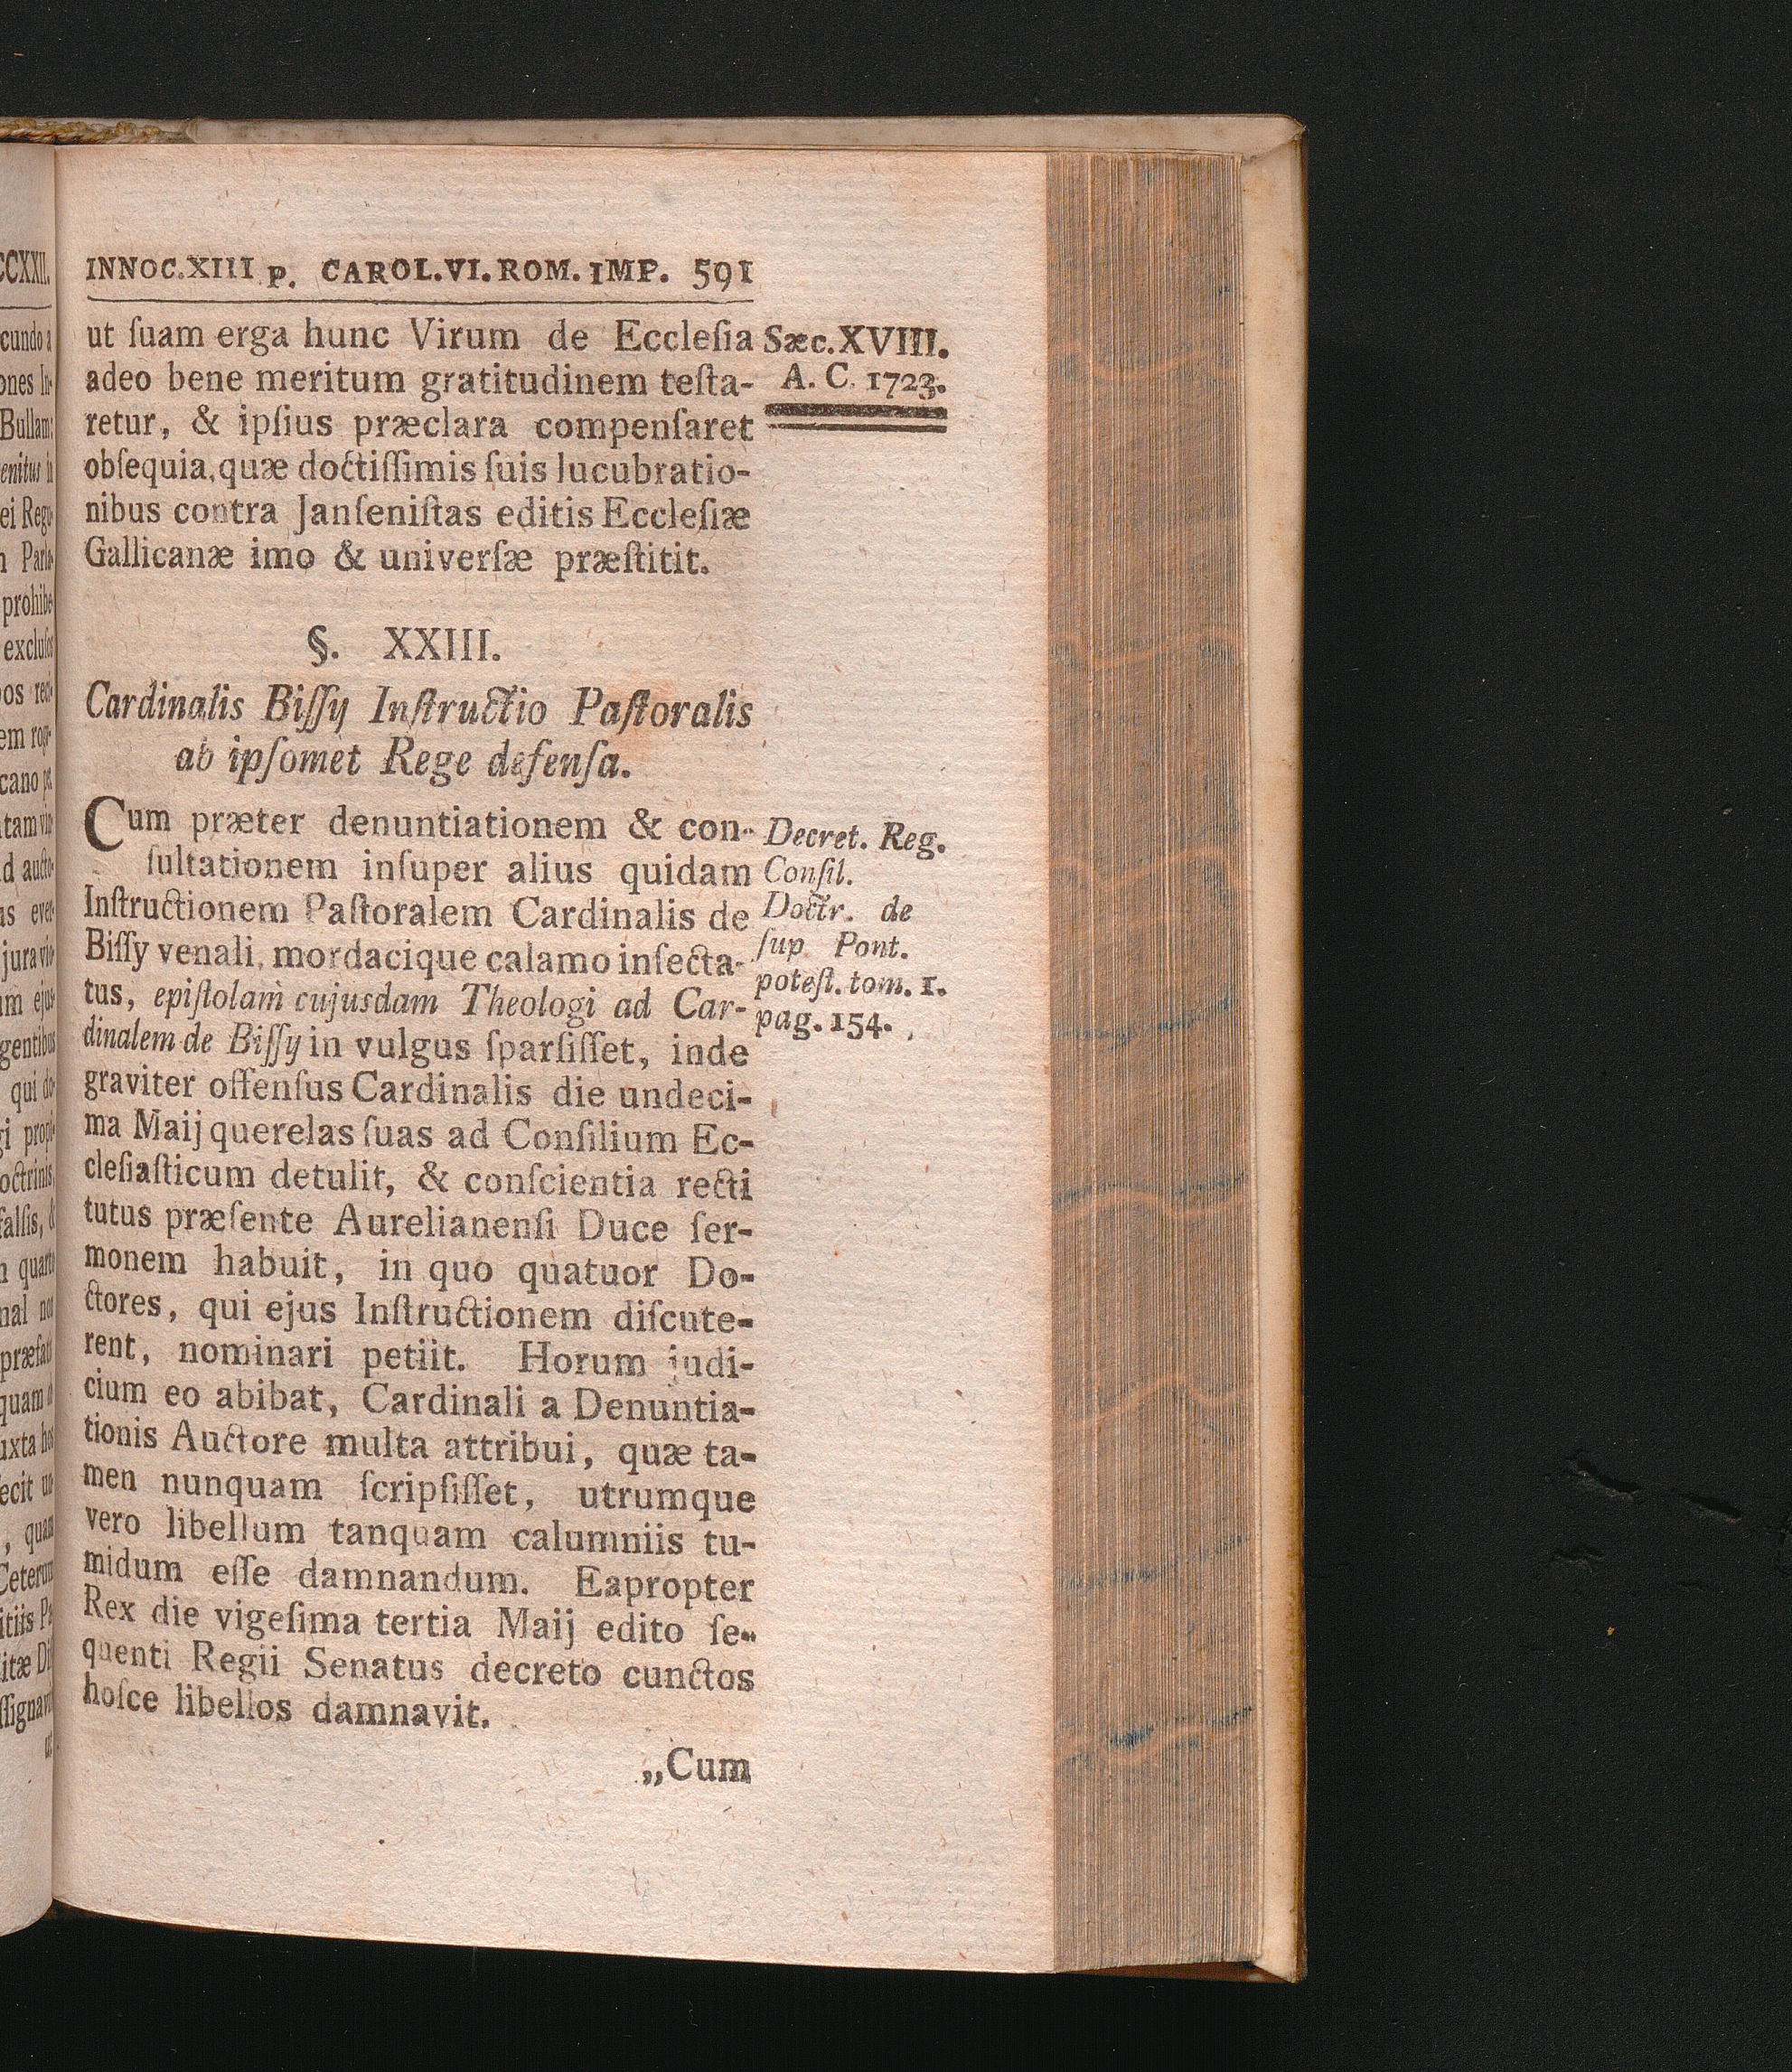 INNOC.XIII P. CAROL.VI. ROM. IMP. 591
ut ſuam erga hunc Virum de Eccleſia
adeo bene meritum gratitudinem teſta-
retur, & ipſius præclara compenſaret
obſequia, quæ doctiſſimis ſuis lucubratio-
nibus contra Janſeniſtas editis Eccleſiæ
Gallicanæ imo & univerſæ præſtitit.
Sæc. XVIII.
A. C. 1723.
§. XXIII.
Cardinalis Biſſy Inſtructio Paſtoralis
ab ipſomet Rege defenſa.
Cum præter denuntiationem & con-
ſultationem inſuper alius quidam
Inſtructionem Paſtoralem Cardinalis de
Biſſy venali, mordacique calamo inſecta-
tus, epiſtolam cujusdam Theologi ad Car-
dinalem de Biſſy in vulgus ſparſiſſet, inde
graviter offenſus Cardinalis die undeci-
ma Maij querelas ſuas ad Conſilium Ec-
cleſiaſticum detulit, & conſcientia recti
tutus præſente Aurelianenſi Duce ſer-
monem habuit, in quo quatuor Do-
ctores, qui ejus Inſtructionem diſcute-
rent, nominari petiit. Horum judi-
cium eo abibat, Cardinali a Denuntia-
tionis Auctore multa attribui, quæ ta-
men nunquam ſcripſiſſet, utrumque
vero libellum tanquam calumniis tu-
midum eſſe damnandum. Eapropter
Rex die vigeſima tertia Maij edito ſe-
quenti Regii Senatus decreto cunctos
hoſce libellos damnavit.
Decret. Reg.
Conſil.
Doctr. de
ſup Pont.
poteſt. tom. 1.
pag. 154.
„Cum